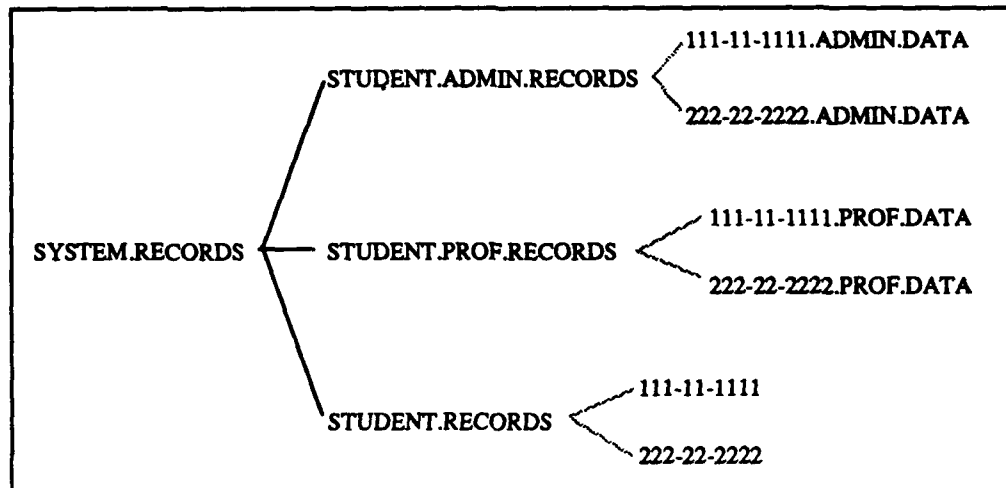 111-11-1111.ADMIN.DATA
STUDENT.ADMIN.RECORDS
222-22-2222.ADMIN.DATA
111-11-1111.PROF.DATA
SYSTEM.RECORDS
STUDENT.PROF.RECORDS
222-22-2222.PROF.DATA
111-11-1111
STUDENT.RECORDS
222-22-2222